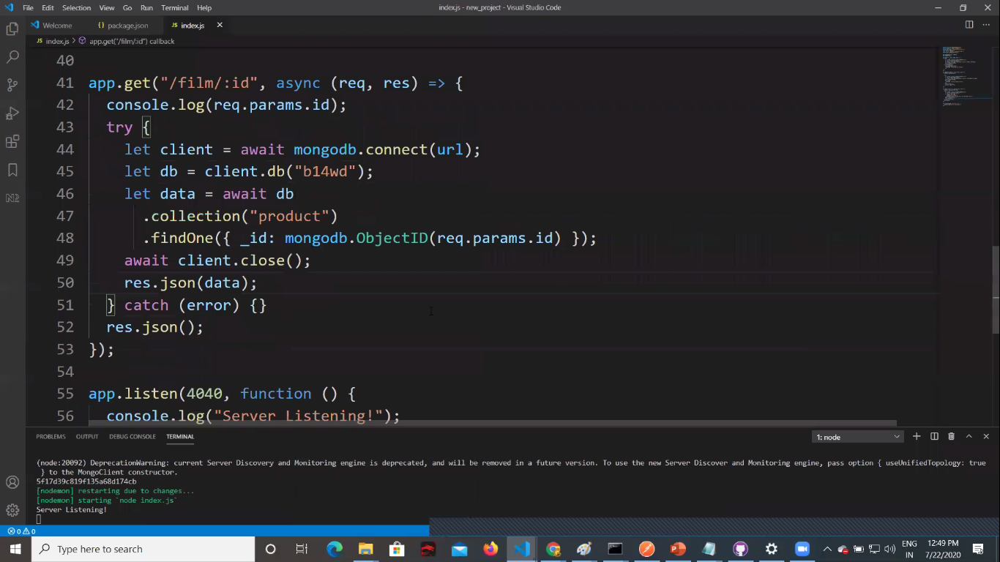 File Edit Selection View Go Run Terminal Help index.js - new_project - Visual Studio Code
Welcome {} package.json JS index.js ×
JS index.js > app.get("/film/:id") callback
40
41 app.get("/film/:id", async (req, res) => {
42 console.log(req.params.id);
43 try {
44 let client = await mongodb.connect(url);
45 let db = client.db("b14wd");
46 let data = await db
47 .collection("product")
48 .findOne({ _id: mongodb.ObjectID(req.params.id) });
49 await client.close();
50 res.json(data);
51 } catch (error) {}
52 res.json();
53 });
54
55 app.listen(4040, function () {
56 console.log("Server Listening!");
PROBLEMS OUTPUT DEBUG CONSOLE TERMINAL 1: node
(node:20092) DeprecationWarning: current Server Discovery and Monitoring engine is deprecated, and will be removed in a future version. To use the new Server Discover and Monitoring engine, pass option { useUnifiedTopology: true
} to the MongoClient constructor.
5f17d39c819f135a68d174cb
[nodemon] restarting due to changes...
[nodemon] starting `node index.js`
Server Listening!
0 0
Type here to search
ENG
IN
12:49 PM
7/22/2020